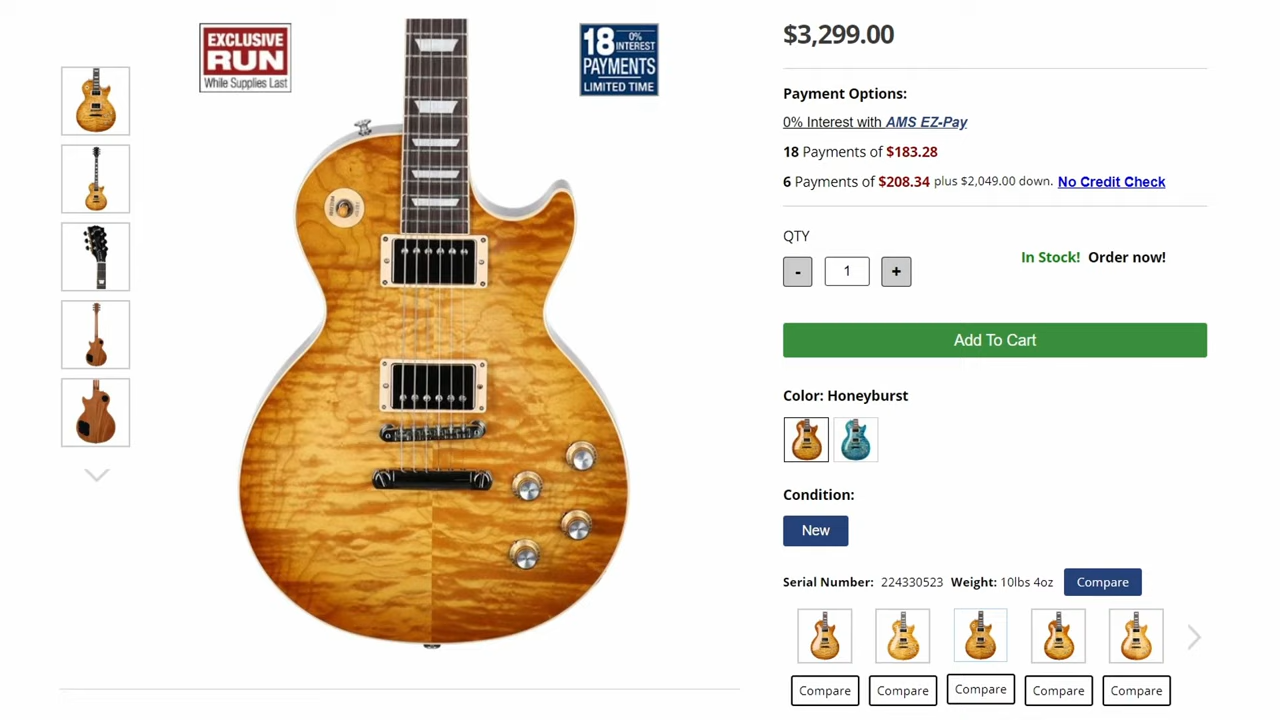 EXCLUSIVE
RUN
While Supplies Last
18 0% INTEREST
PAYMENTS
LIMITED TIME
$3,299.00
Payment Options:
0% Interest with AMS EZ-Pay
18 Payments of $183.28
6 Payments of $208.34 plus $2,049.00 down. No Credit Check
QTY
- 1 +
In Stock! Order now!
Add To Cart
Color: Honeyburst
Condition:
New
Serial Number: 224330523 Weight: 10lbs 4oz Compare
Compare Compare Compare Compare Compare